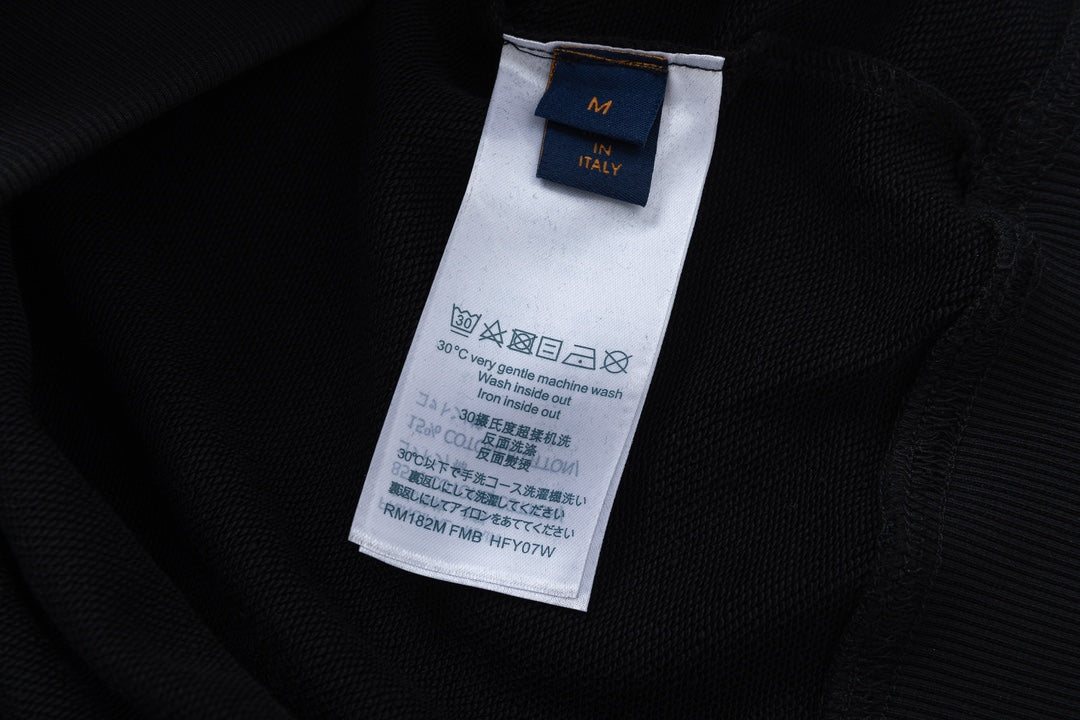 M
IN
ITALY
30
30°C very gentle machine wash
Wash inside out
Iron inside out
30摄氏度超揉机洗
反面洗涤
反面熨烫
30℃以下で手洗コース洗濯機洗い
裏返しにして洗濯してください
裏返しにしてアイロンをあててください
RM182M FMB HFY07W